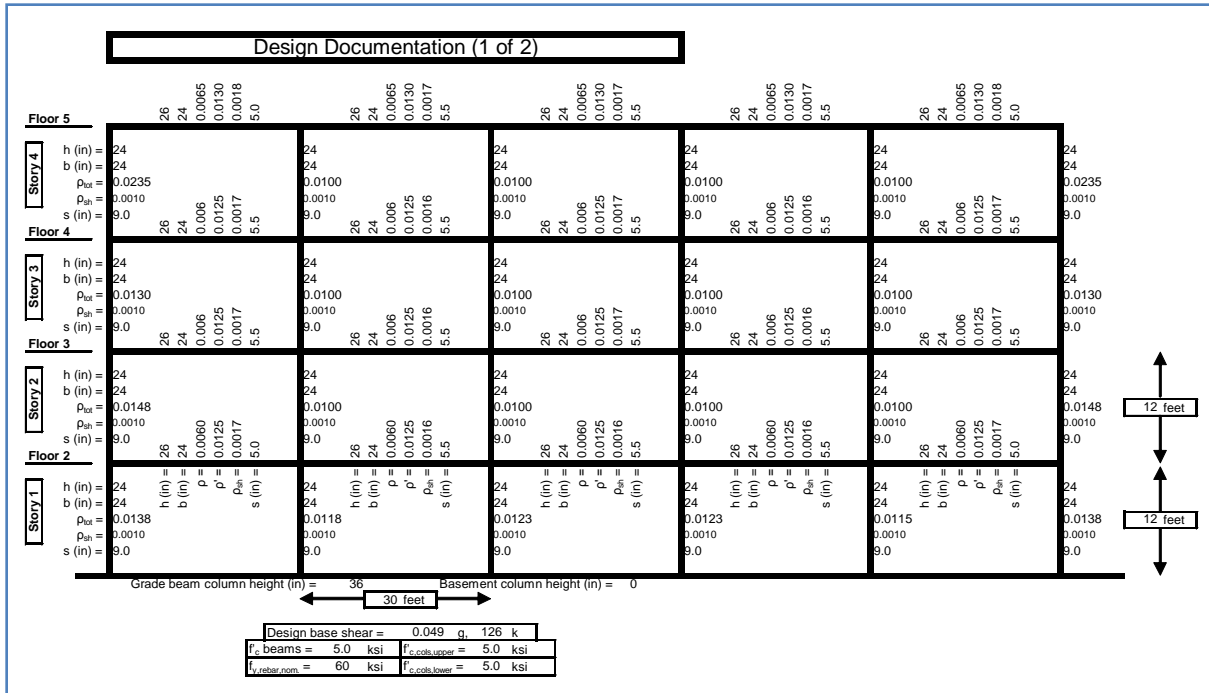 Design Documentation (1 of 2)
26 24 0.0065 0.0130 0.0018 5.0 26 24 0.0065 0.0130 0.0017 5.5 26 24 0.0065 0.0130 0.0017 5.5 26 24 0.0065 0.0130 0.0017 5.5 26 24 0.0065 0.0130 0.0018 5.0
Floor 5
Story 4
h (in) = 24 24 24 24 24 24
b (in) = 24 24 24 24 24 24
ρtot = 0.0235 0.0100 0.0100 0.0100 0.0100 0.0235
ρsh = 0.0010 0.0010 0.0010 0.0010 0.0010 0.0010
s (in) = 9.0 9.0 9.0 9.0 9.0 9.0
26 24 0.006 0.0125 0.0017 5.5 26 24 0.006 0.0125 0.0016 5.5 26 24 0.006 0.0125 0.0016 5.5 26 24 0.006 0.0125 0.0016 5.5 26 24 0.006 0.0125 0.0017 5.5
Floor 4
Story 3
h (in) = 24 24 24 24 24 24
b (in) = 24 24 24 24 24 24
ρtot = 0.0130 0.0100 0.0100 0.0100 0.0100 0.0130
ρsh = 0.0010 0.0010 0.0010 0.0010 0.0010 0.0010
s (in) = 9.0 9.0 9.0 9.0 9.0 9.0
26 24 0.006 0.0125 0.0017 5.5 26 24 0.006 0.0125 0.0016 5.5 26 24 0.006 0.0125 0.0016 5.5 26 24 0.006 0.0125 0.0016 5.5 26 24 0.006 0.0125 0.0017 5.5
Floor 3
Story 2
h (in) = 24 24 24 24 24 24
b (in) = 24 24 24 24 24 24
ρtot = 0.0148 0.0100 0.0100 0.0100 0.0100 0.0148
ρsh = 0.0010 0.0010 0.0010 0.0010 0.0010 0.0010
s (in) = 9.0 9.0 9.0 9.0 9.0 9.0
12 feet
26 24 0.0060 0.0125 0.0017 5.0 26 24 0.0060 0.0125 0.0016 5.5 26 24 0.0060 0.0125 0.0016 5.5 26 24 0.0060 0.0125 0.0016 5.5 26 24 0.0060 0.0125 0.0017 5.0
Floor 2
h (in) = b (in) = ρ = ρ' = ρsh = s (in) = h (in) = b (in) = ρ = ρ' = ρsh = s (in) = h (in) = b (in) = ρ = ρ' = ρsh = s (in) = h (in) = b (in) = ρ = ρ' = ρsh = s (in) = h (in) = b (in) = ρ = ρ' = ρsh = s (in) =
Story 1
h (in) = 24 24 24 24 24 24
b (in) = 24 24 24 24 24 24
ρtot = 0.0138 0.0118 0.0123 0.0123 0.0115 0.0138
ρsh = 0.0010 0.0010 0.0010 0.0010 0.0010 0.0010
s (in) = 9.0 9.0 9.0 9.0 9.0 9.0
12 feet
Grade beam column height (in) = 36 Basement column height (in) = 0
30 feet
Design base shear = 0.049 g, 126 k
f'c beams = 5.0 ksi f'c,cols,upper = 5.0 ksi
fy,rebar,nom. = 60 ksi f'c,cols,lower = 5.0 ksi